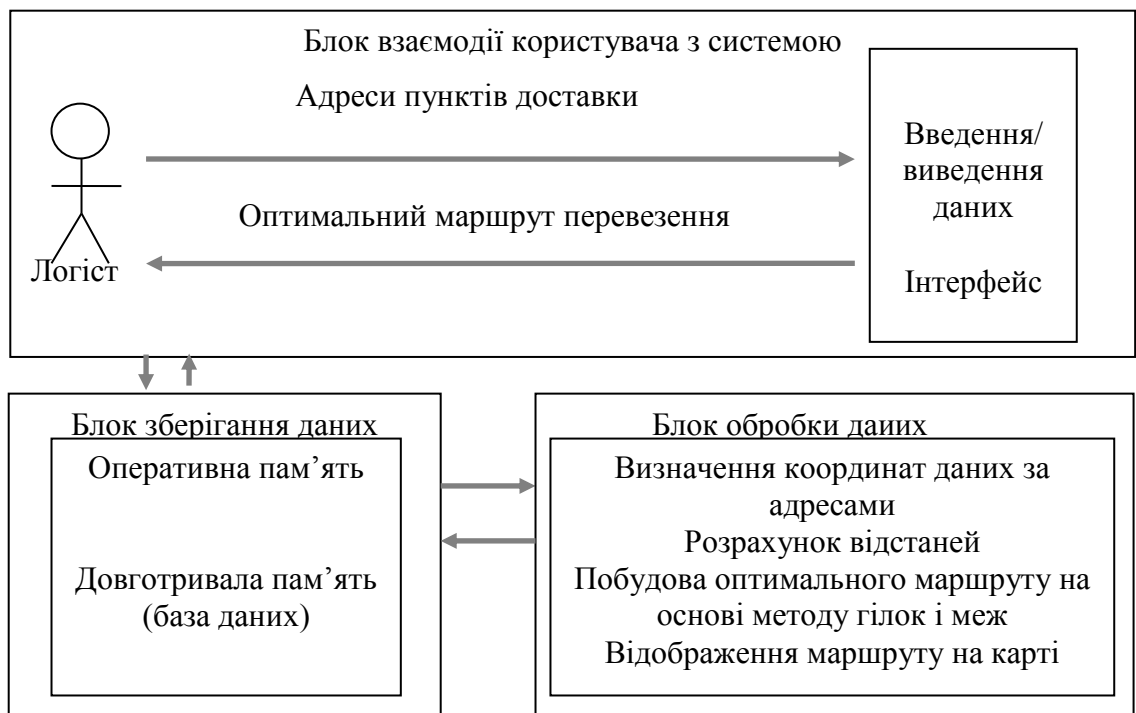 Блок взаємодії користувача з системою
Адреси пунктів доставки
Введення/
виведення
даних
Оптимальний маршрут перевезення
Логіст
Інтерфейс
Блок зберігання даних
Оперативна пам’ять
Довготривала пам’ять
(база даних)
Блок обробки даиих
Визначення координат даних за
адресами
Розрахунок відстаней
Побудова оптимального маршруту на
основі методу гілок і меж
Відображення маршруту на карті